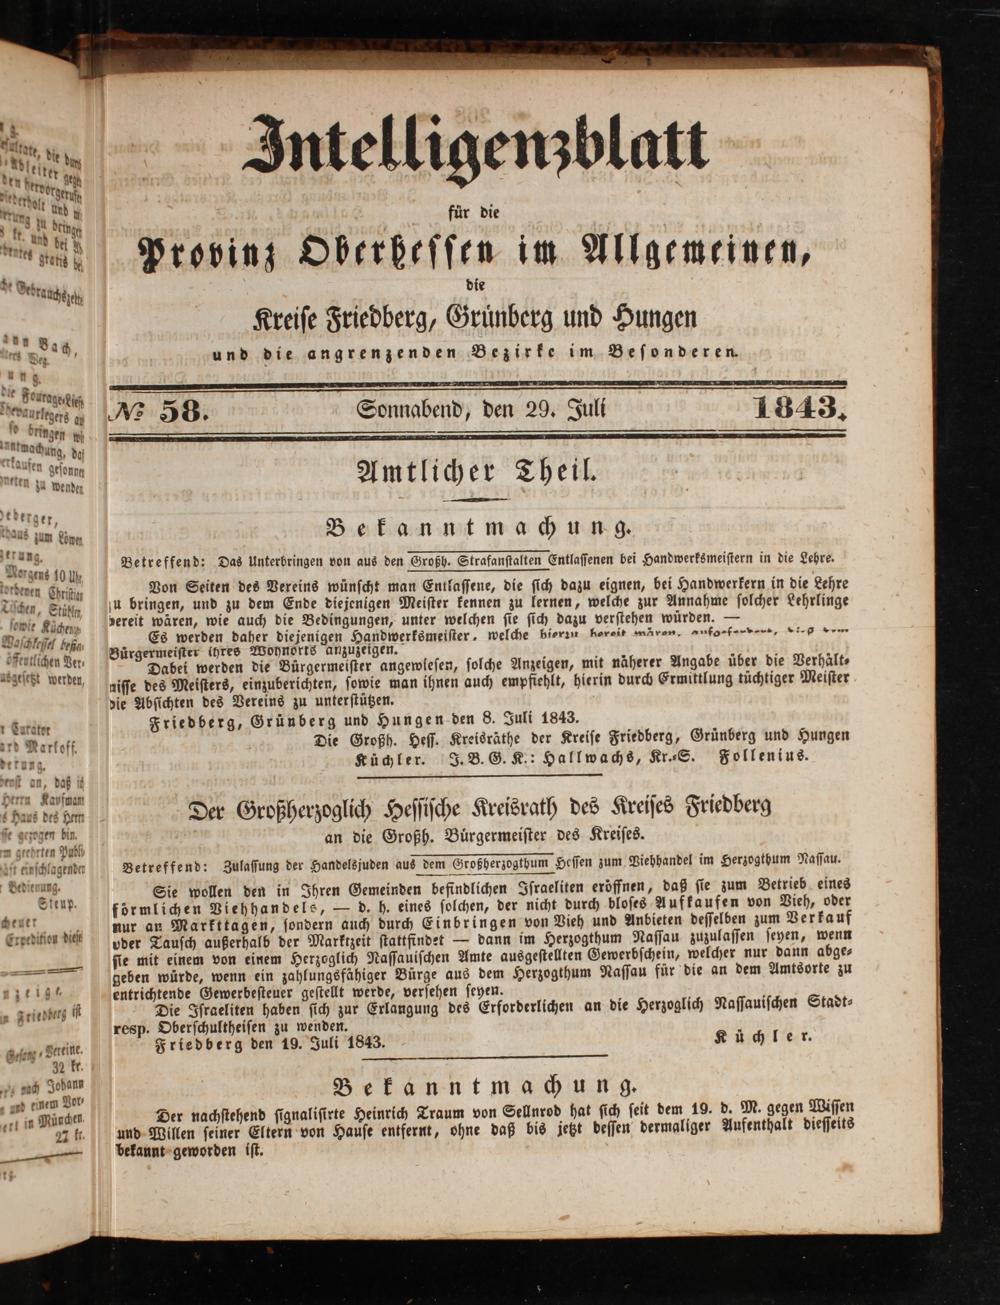 Intelligenzblatt
für die
Provinz Oberhessen im Allgemeinen,
die
Kreise Friedberg, Grünberg und Hungen
und die angrenzenden Bezirke im Besonderen.
№ 58. Sonnabend, den 29. Juli 1843.
Amtlicher Theil.
Bekanntmachung.
Betreffend: Das Unterbringen von aus den Großh. Strafanstalten Entlassenen bei Handwerksmeistern in die Lehre.
Von Seiten des Vereins wünscht man Entlassene, die sich dazu eignen, bei Handwerkern in die Lehre
zu bringen, und zu dem Ende diejenigen Meister kennen zu lernen, welche zur Annahme solcher Lehrlinge
bereit wären, wie auch die Bedingungen, unter welchen sie sich dazu verstehen würden. —
Es werden daher diejenigen Handwerksmeister, welche hierzu bereit wären, aufgefordert,
Bürgermeister ihres Wohnorts anzuzeigen.
Dabei werden die Bürgermeister angewiesen, solche Anzeigen, mit näherer Angabe über die Verhält-
nisse des Meisters, einzuberichten, sowie man ihnen auch empfiehlt, hierin durch Ermittlung tüchtiger Meister
die Absichten des Vereins zu unterstützen.
Friedberg, Grünberg und Hungen den 8. Juli 1843.
Die Großh. Hess. Kreisräthe der Kreise Friedberg, Grünberg und Hungen
Küchler. J. V. G. K.: Hallwachs, Kr.-S. Follenius.
Der Großherzoglich Hessische Kreisrath des Kreises Friedberg
an die Großh. Bürgermeister des Kreises.
Betreffend: Zulassung der Handelsjuden aus dem Großherzogthum Hessen zum Viehhandel im Herzogthum Nassau.
Sie wollen den in Ihren Gemeinden befindlichen Israeliten eröffnen, daß sie zum Betrieb eines
förmlichen Viehhandels, — d. h. eines solchen, der nicht durch bloses Aufkaufen von Vieh, oder
nur an Markttagen, sondern auch durch Einbringen von Vieh und Anbieten desselben zum Verkauf
oder Tausch außerhalb der Marktzeit stattfindet — dann im Herzogthum Nassau zuzulassen seyen, wenn
sie mit einem von einem Herzoglich Nassauischen Amte ausgestellten Gewerbschein, welcher nur dann abge-
geben würde, wenn ein zahlungsfähiger Bürge aus dem Herzogthum Nassau für die an dem Amtsorte zu
entrichtende Gewerbesteuer gestellt werde, versehen seyen.
Die Israeliten haben sich zur Erlangung des Erforderlichen an die Herzoglich Nassauischen Stadt-
resp. Oberschultheisen zu wenden.
Friedberg den 19. Juli 1843. Küchler.
Bekanntmachung.
Der nachstehend signalisirte Heinrich Traum von Sellnrod hat sich seit dem 19. d. M. gegen Wissen
und Willen seiner Eltern von Hause entfernt, ohne daß bis jetzt dessen dermaliger Aufenthalt diesseits
bekannt geworden ist.